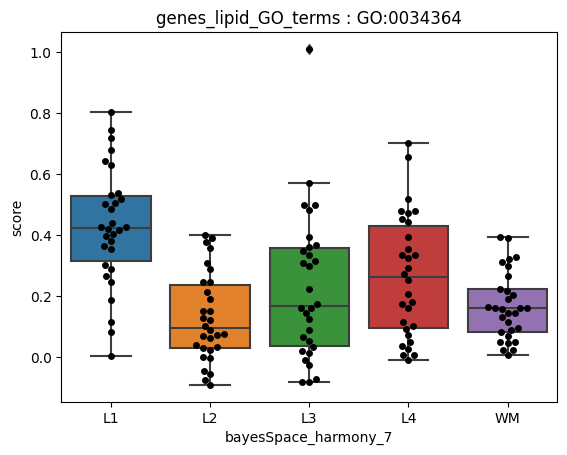 genes_lipid_GO_terms : GO:0034364
1.0
0.8
0.6
0.4
0.2
0.0
score
L1 L2 L3 L4 WM
bayesSpace_harmony_7